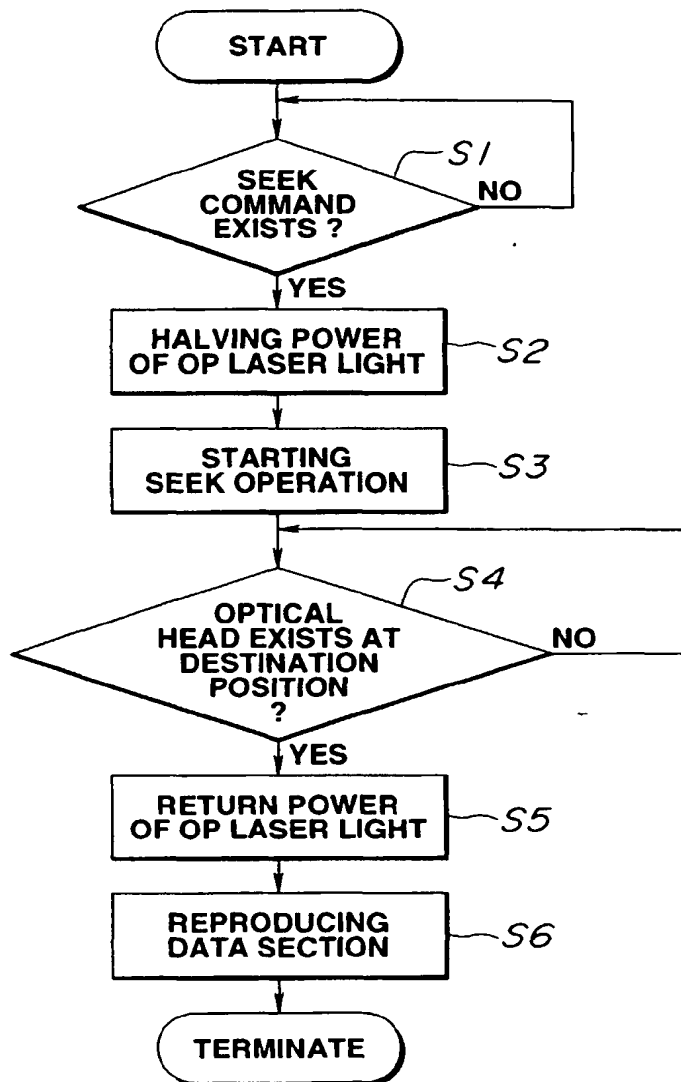 START
S1
SEEK
COMMAND
EXISTS ?
NO
YES
HALVING POWER
OF OP LASER LIGHT
S2
STARTING
SEEK OPERATION
S3
S4
OPTICAL
HEAD EXISTS AT
DESTINATION
POSITION
?
NO
YES
RETURN POWER
OF OP LASER LIGHT
S5
REPRODUCING
DATA SECTION
S6
TERMINATE